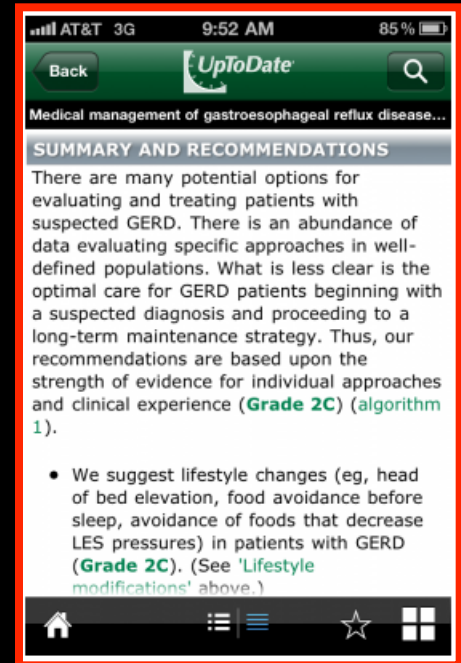 AT&T 3G 9:52 AM 85%
Back UpToDate
Medical management of gastroesophageal reflux disease...
SUMMARY AND RECOMMENDATIONS
There are many potential options for
evaluating and treating patients with
suspected GERD. There is an abundance of
data evaluating specific approaches in well-
defined populations. What is less clear is the
optimal care for GERD patients beginning with
a suspected diagnosis and proceeding to a
long-term maintenance strategy. Thus, our
recommendations are based upon the
strength of evidence for individual approaches
and clinical experience (Grade 2C) (algorithm
1).
• We suggest lifestyle changes (eg, head
of bed elevation, food avoidance before
sleep, avoidance of foods that decrease
LES pressures) in patients with GERD
(Grade 2C). (See 'Lifestyle
modifications' above.)